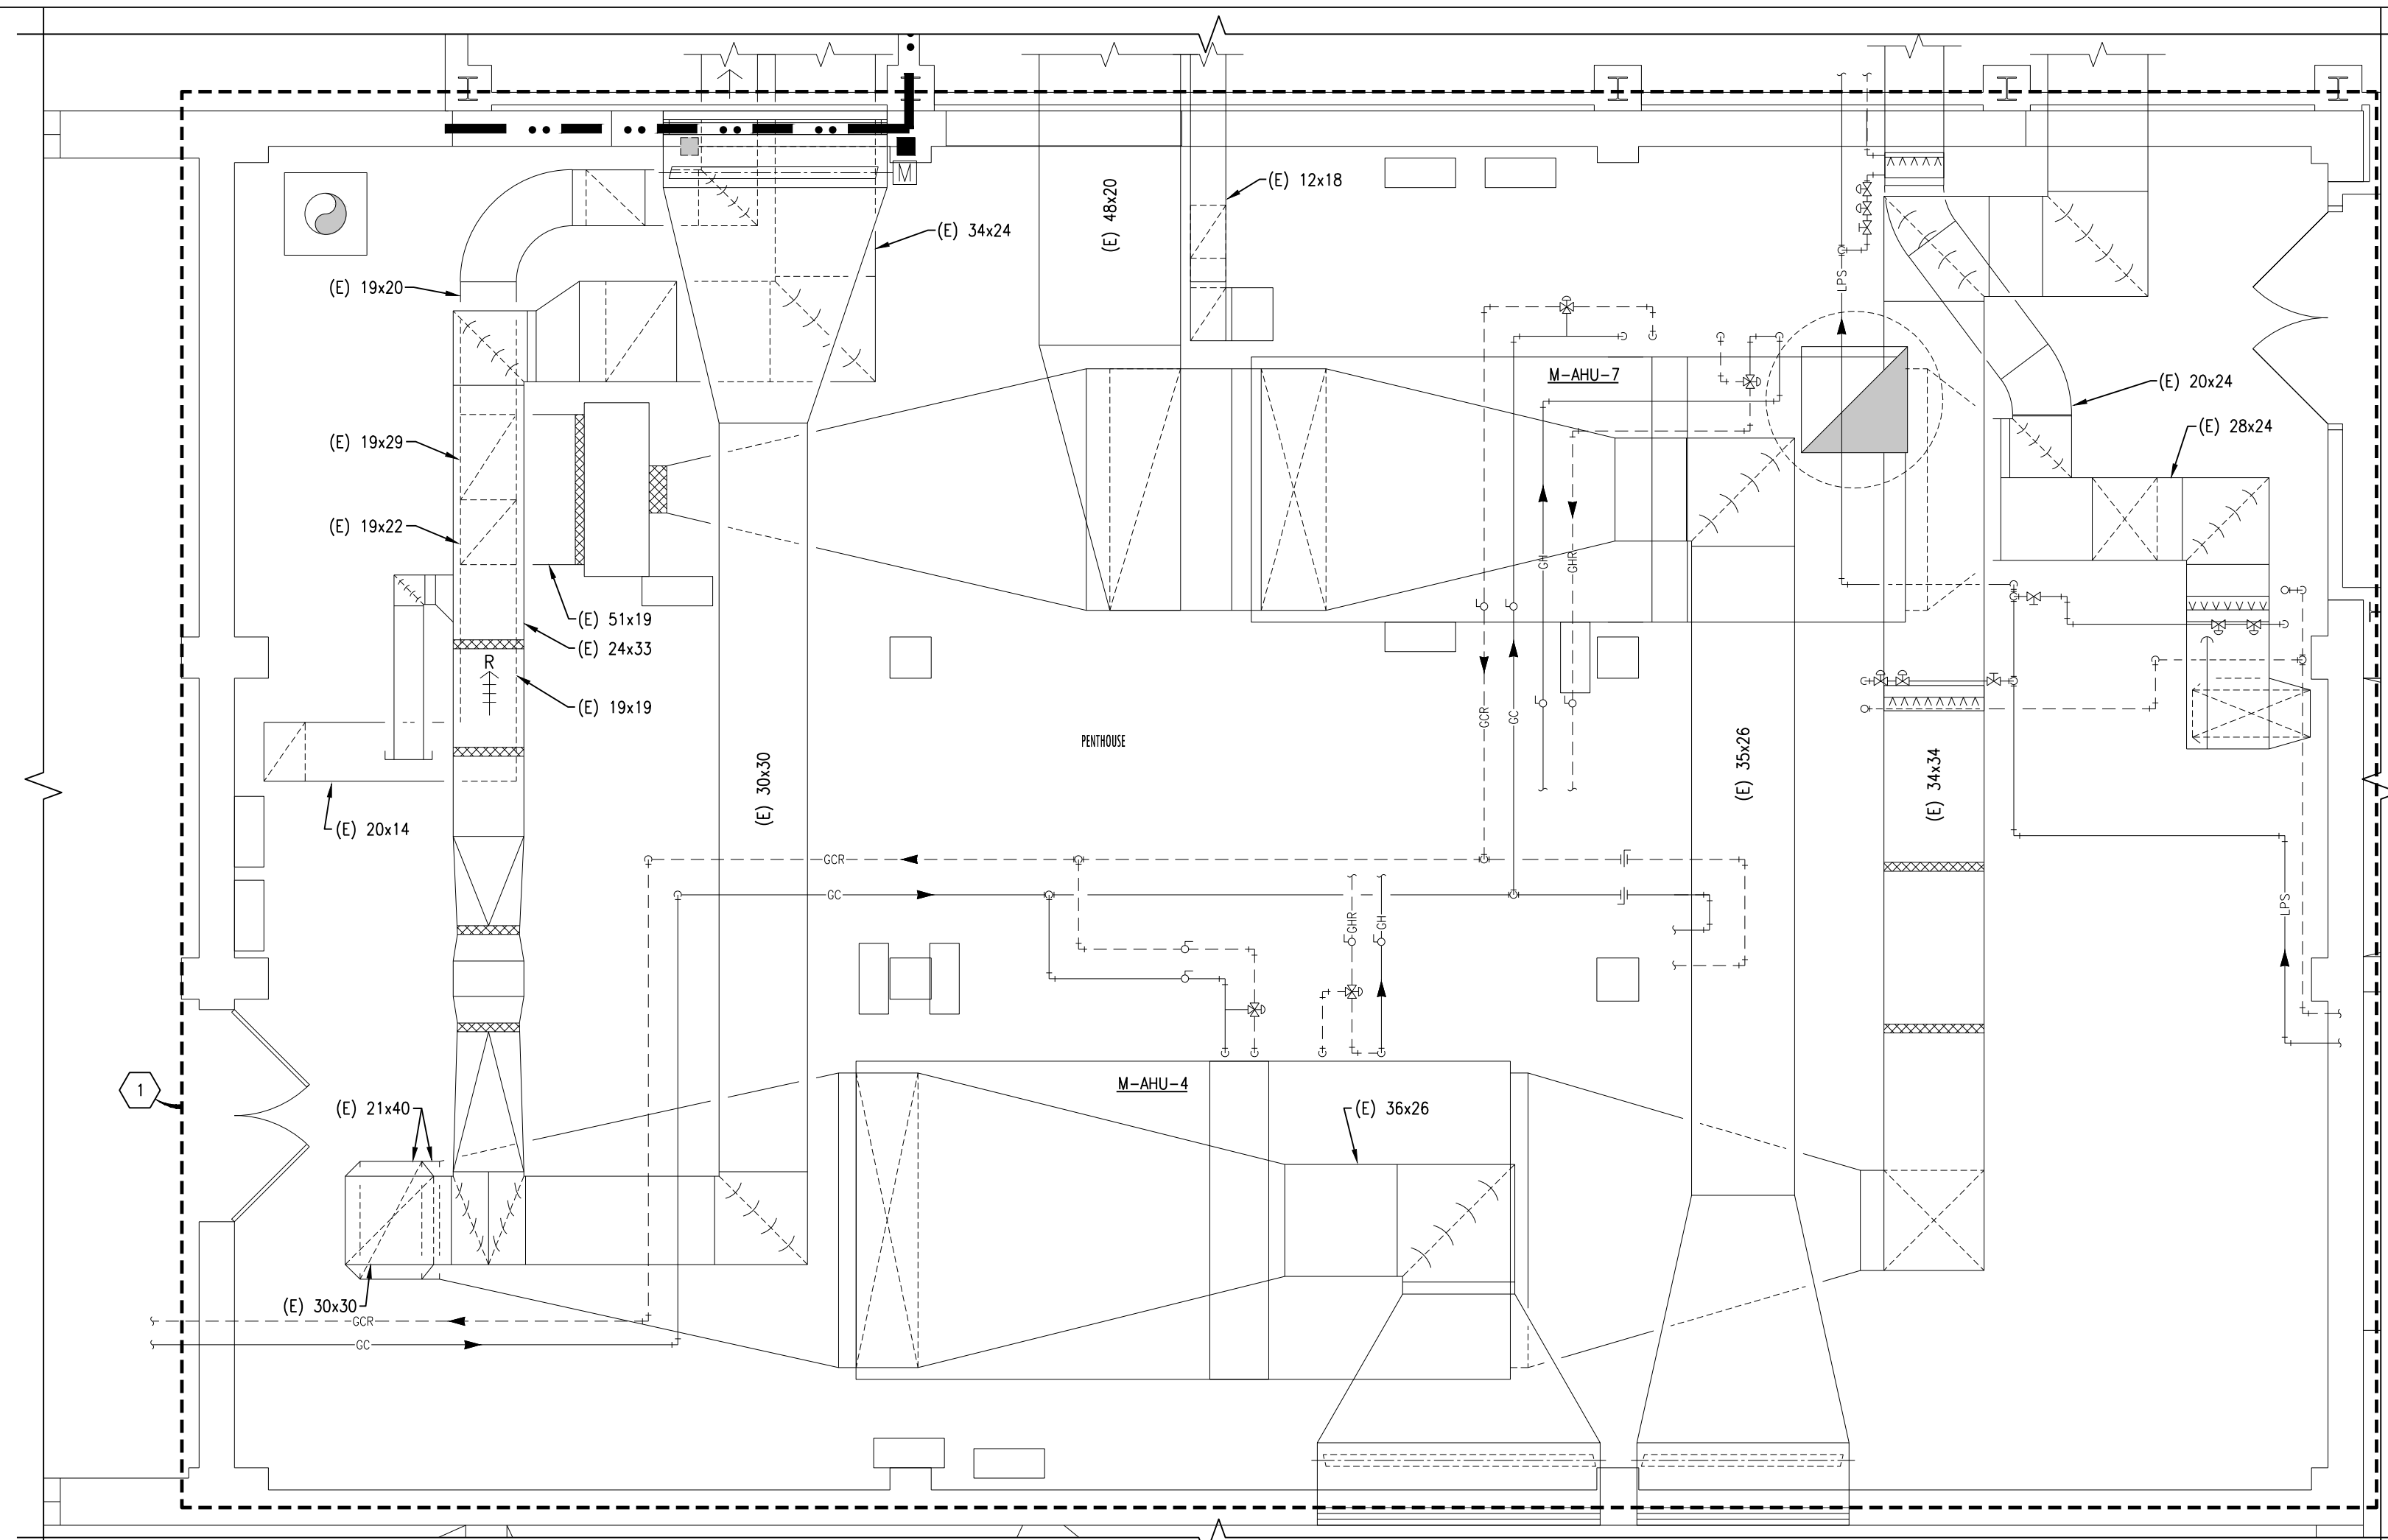 M
(E) 12x18
(E) 48x20
(E) 34x24
(E) 19x20
LPS
M-AHU-7
(E) 20x24
(E) 28x24
(E) 19x29
(E) 19x22
GH
GHR
(E) 51x19
(E) 24x33
R
(E) 19x19
GCR
GC
PENTHOUSE
(E) 30x30
(E) 35x26
(E) 34x34
(E) 20x14
GCR
GC
GHR
GH
LPS
1
M-AHU-4
(E) 21x40
(E) 36x26
(E) 30x30
GCR
GC